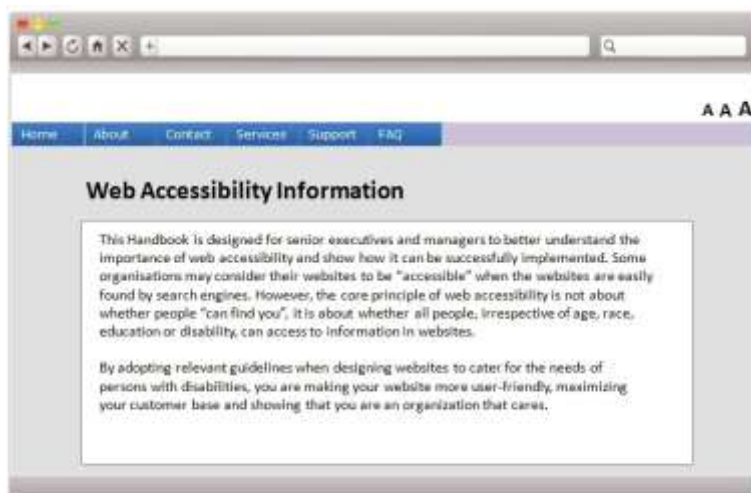 A A A
Home About Contact Services Support FAQ
Web Accessibility Information
This Handbook is designed for senior executives and managers to better understand the
importance of web accessibility and show how it can be successfully implemented. Some
organisations may consider their websites to be "accessible" when the websites are easily
found by search engines. However, the core principle of web accessibility is not about
whether people "can find you", it is about whether all people, irrespective of age, race,
education or disability, can access to information in websites.
By adopting relevant guidelines when designing websites to cater for the needs of
persons with disabilities, you are making your website more user-friendly, maximizing
your customer base and showing that you are an organization that cares.